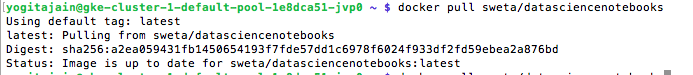 yogitajain@gke-cluster-1-default-pool-1e8dca51-jvp0 ~ $ docker pull sweta/datasciencenotebooks
Using default tag: latest
latest: Pulling from sweta/datasciencenotebooks
Digest: sha256:a2ea059431fb1450654193f7fde57dd1c6978f6024f933df2fd59ebea2a876bd
Status: Image is up to date for sweta/datasciencenotebooks:latest